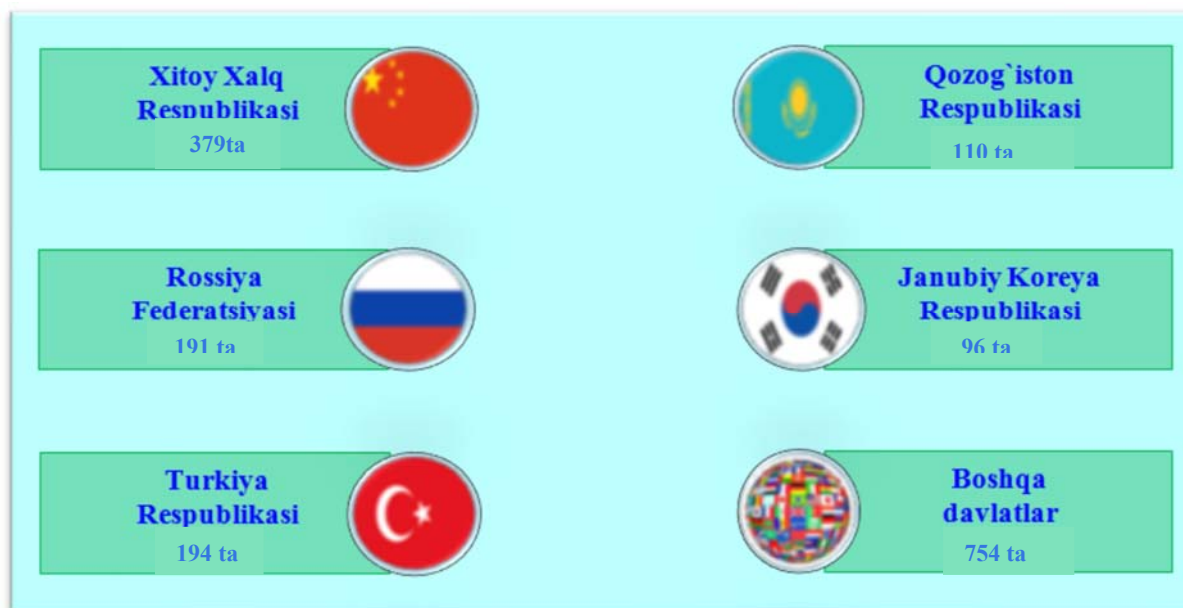 Xitoy Xalq
Respublikasi
379ta
Qozog`iston
Respublikasi
110 ta
Rossiya
Federatsiyasi
191 ta
Janubiy Koreya
Respublikasi
96 ta
Turkiya
Respublikasi
194 ta
Boshqa
davlatlar
754 ta